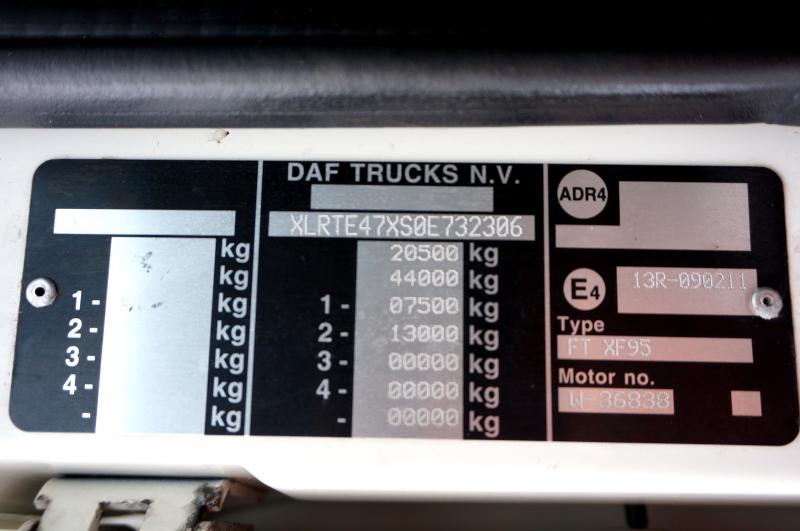 kg
kg
1- kg
2- kg
3- kg
4- kg
- kg
DAF TRUCKS N.V.
XLRTE47XS0E732306
20500 kg
44000 kg
1- 07500 kg
2- 13000 kg
3- 00000 kg
4- 00000 kg
- 00000 kg
ADR4
E4 13R-090211
Type
FT XF95
Motor no.
W-36838